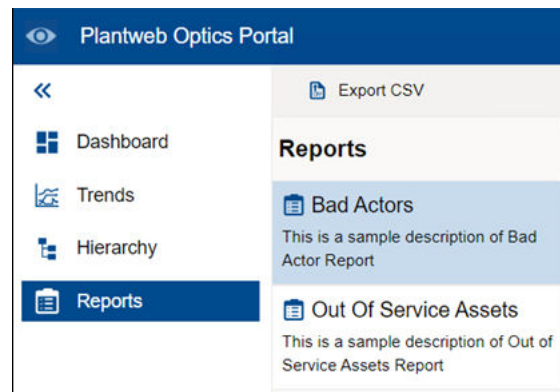 Plantweb Optics Portal
Export CSV
Dashboard
Trends
Hierarchy
Reports
Reports
Bad Actors
This is a sample description of Bad
Actor Report
Out Of Service Assets
This is a sample description of Out of
Service Assets Report